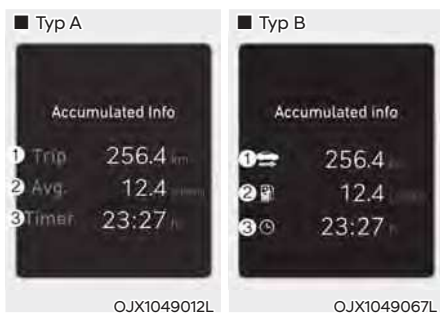 ■ Typ A
Accumulated Info
① Trip 256.4 km
② Avg. 12.4
③ Timer 23:27
OJX1049012L
■ Typ B
Accumulated info
① 256.4
② 12.4
③ 23:27
OJX1049067L